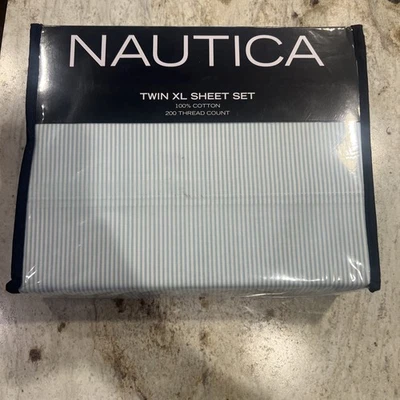 NAUTICA
TWIN XL SHEET SET
100% COTTON
200 THREAD COUNT